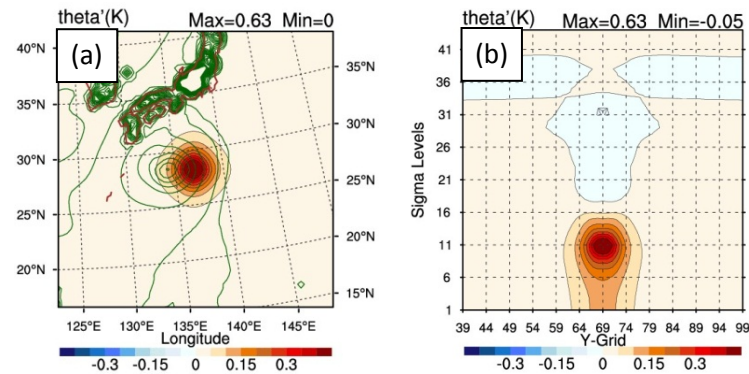 theta'(K) Max=0.63 Min=0
(a)
40°N
35°N
30°N
25°N
20°N
35°N
30°N
25°N
20°N
15°N
125°E 130°E 135°E 140°E 145°E
Longitude
-0.3 -0.15 0 0.15 0.3
theta'(K) Max=0.63 Min=-0.05
(b)
Sigma Levels
41
36
31
26
21
16
11
6
1
39 44 49 54 59 64 69 74 79 84 89 94 99
Y-Grid
-0.3 -0.15 0 0.15 0.3